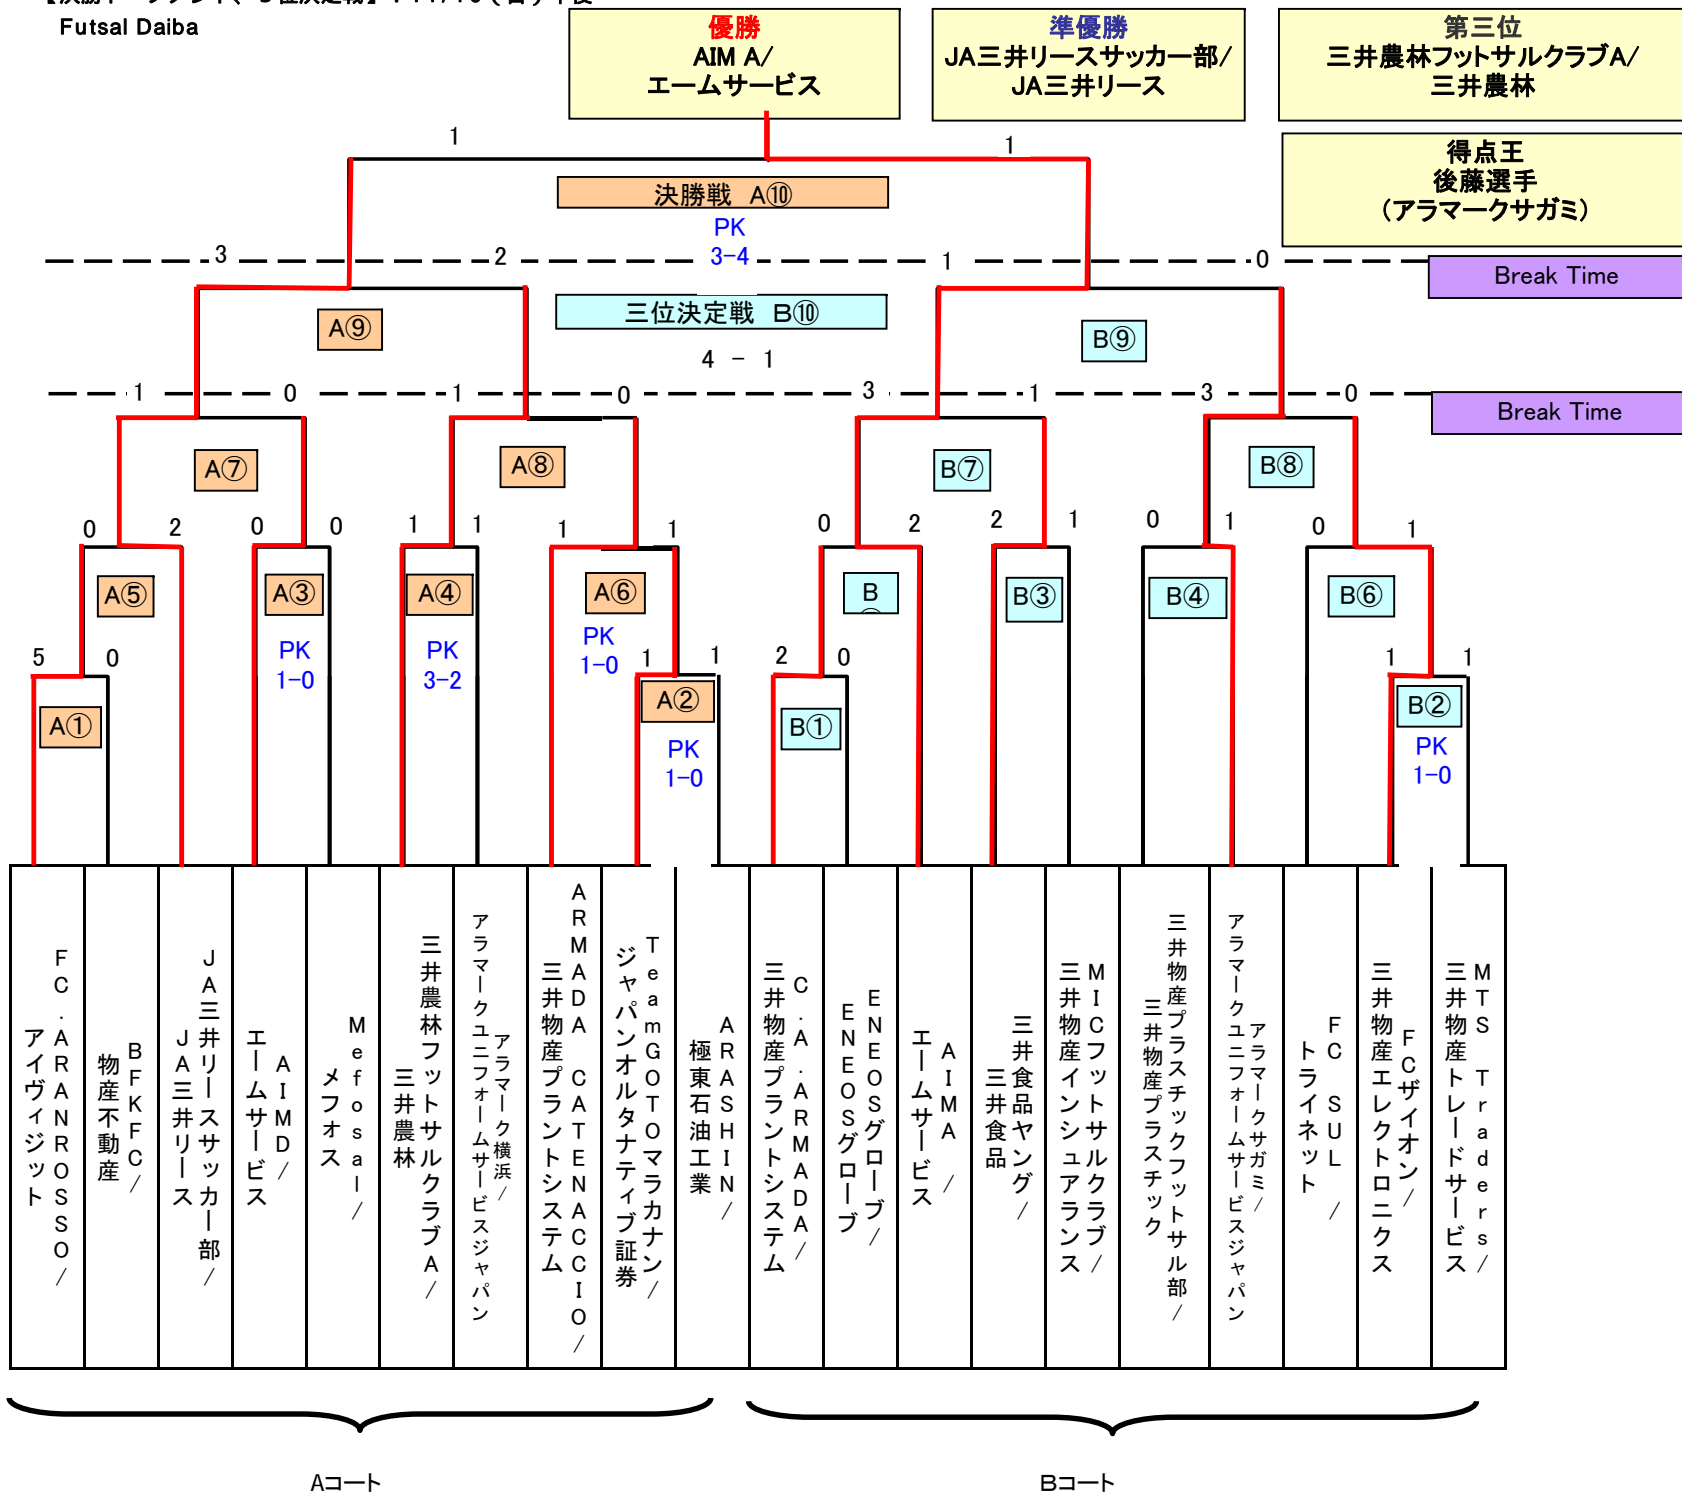 Futsal Daiba
優勝
AIM A/
エームサービス
準優勝
JA三井リースサッカー部/
JA三井リース
第三位
三井農林フットサルクラブA/
三井農林
得点王
後藤選手
(アラマークサガミ)
1
1
決勝戦 A⑩
PK
3-4
3
2
1
0
Break Time
三位決定戦 B⑩
4 - 1
A⑨
B⑨
1
0
1
0
3
1
3
0
Break Time
A⑦
A⑧
B⑦
B⑧
0
2
0
0
1
1
1
1
0
2
2
1
0
1
0
1
A⑤
A③
A④
A⑥
B
B③
B④
B⑥
PK
1-0
PK
3-2
PK
1-0
5
0
1
1
2
0
1
1
A①
A②
B①
B②
PK
1-0
PK
1-0
FC.ARANROSSO/
アイヴィジット
BFKFC/
物産不動産
JA三井リースサッカー部/
JA三井リース
AIMD/
エームサービス
Mefosal/
メフォス
三井農林フットサルクラブA/
三井農林
アラマーク横浜/
アラマークユニフォームサービスジャパン
ARMADA CATENACCIO/
三井物産プラントシステム
TeamGOTOマラカナン/
ジャパンオルタナティブ証券
ARASHIN/
極東石油工業
C.A.ARMADA/
三井物産プラントシステム
ENEOSグローブ/
ENEOSグローブ
AIMA /
エームサービス
三井食品ヤング/
三井食品
MICフットサルクラブ/
三井物産インシュアランス
三井物産プラスチックフットサル部/
三井物産プラスチック
アラマークサガミ/
アラマークユニフォームサービスジャパン
FC SUL /
トライネット
FCザイオン/
三井物産エレクトロニクス
MTS Traders/
三井物産トレードサービス
Aコート
Bコート